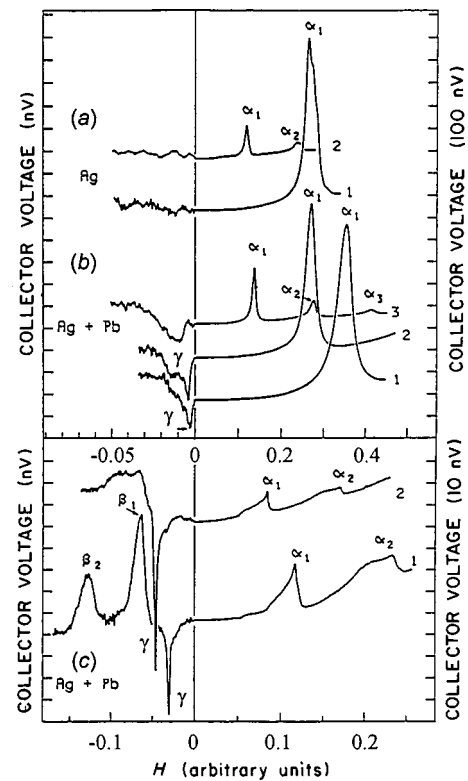 COLLECTOR VOLTAGE (nV)
COLLECTOR VOLTAGE (100 nV)
(a)
Ag
α1
α1
α2
2
1
(b)
Ag + Pb
α1
α1
α1
α2
α3
3
2
1
γ
γ
-0.05
0
0.2
0.4
COLLECTOR VOLTAGE (nV)
COLLECTOR VOLTAGE (10 nV)
β1
β2
α1
α2
2
α1
α2
1
γ
γ
(c)
Ag + Pb
-0.1
0
0.1
0.2
H (arbitrary units)